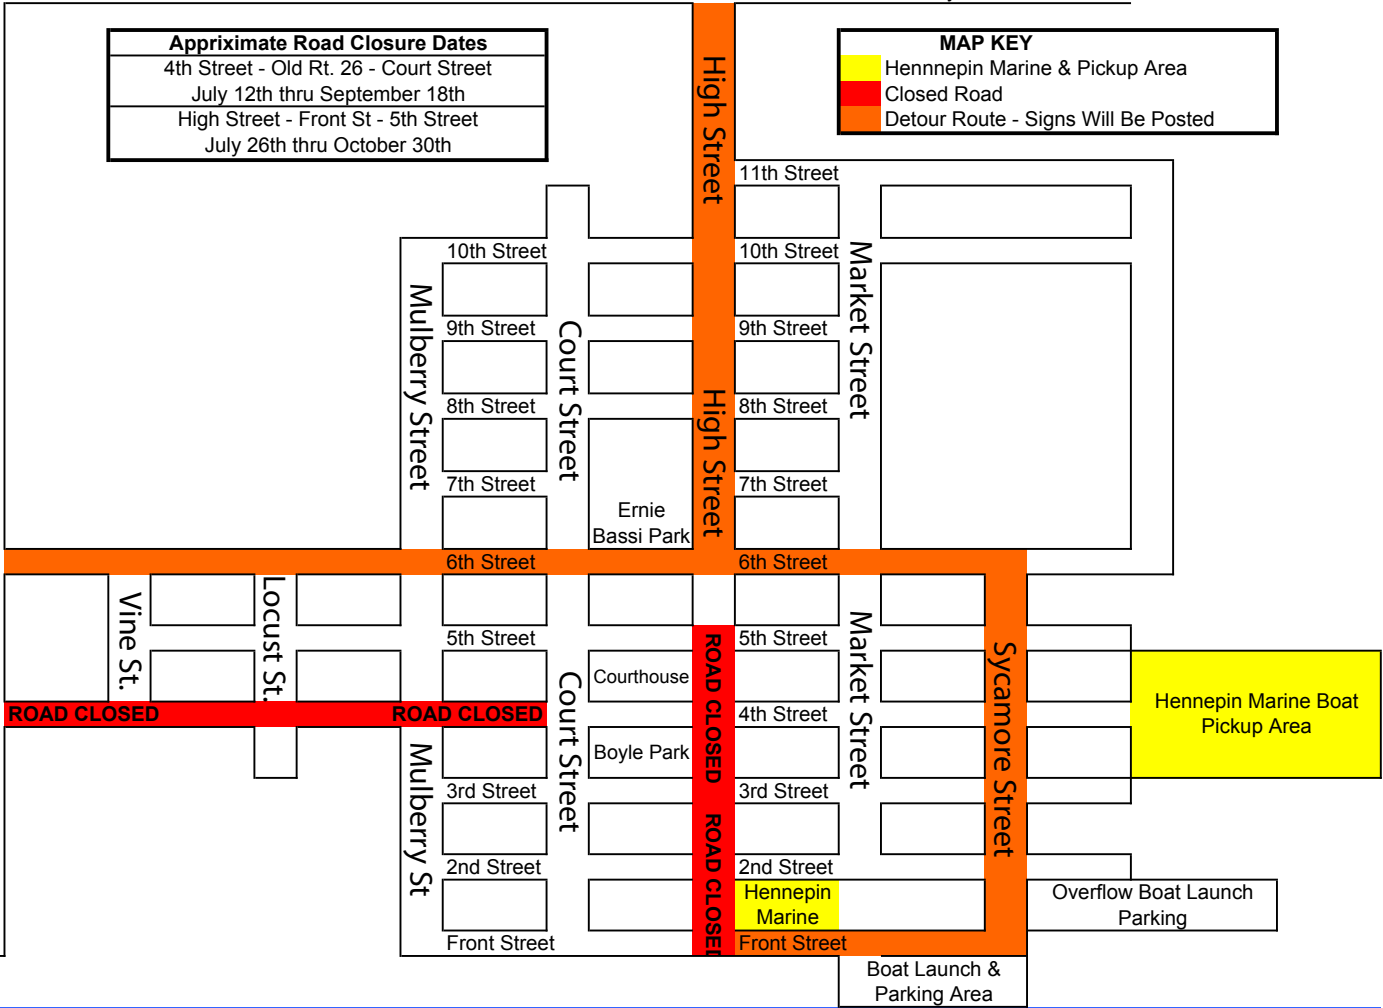 Appriximate Road Closure Dates
4th Street - Old Rt. 26 - Court Street
July 12th thru September 18th
High Street - Front St - 5th Street
July 26th thru October 30th
MAP KEY
Hennnepin Marine & Pickup Area
Closed Road
Detour Route - Signs Will Be Posted
High Street
11th Street
10th Street
10th Street
Market Street
Mulberry Street
9th Street
Court Street
9th Street
8th Street
High Street
8th Street
7th Street
7th Street
Ernie
Bassi Park
6th Street
6th Street
Vine St.
Locust St.
5th Street
ROAD CLOSED
5th Street
Market Street
Sycamore Street
Court Street
Courthouse
Hennepin Marine Boat
Pickup Area
ROAD CLOSED
ROAD CLOSED
4th Street
Mulberry St
Boyle Park
3rd Street
3rd Street
ROAD CLOSED
2nd Street
2nd Street
Hennepin
Marine
Overflow Boat Launch
Parking
Front Street
Front Street
Boat Launch &
Parking Area